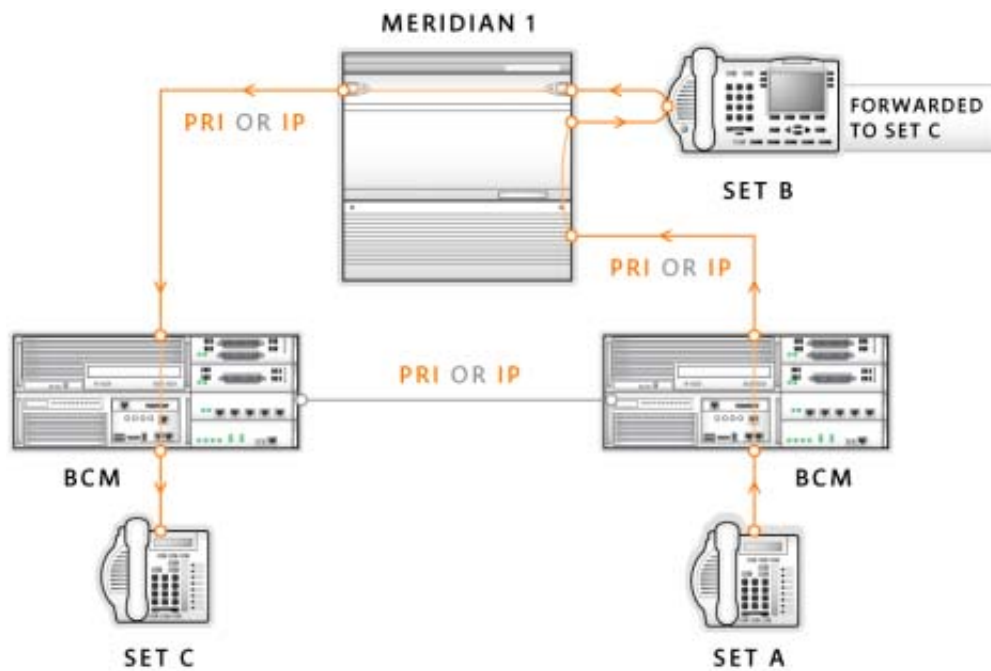 MERIDIAN 1
PRI OR IP
FORWARDED
TO SET C
SET B
PRI OR IP
PRI OR IP
BCM
BCM
SET C
SET A